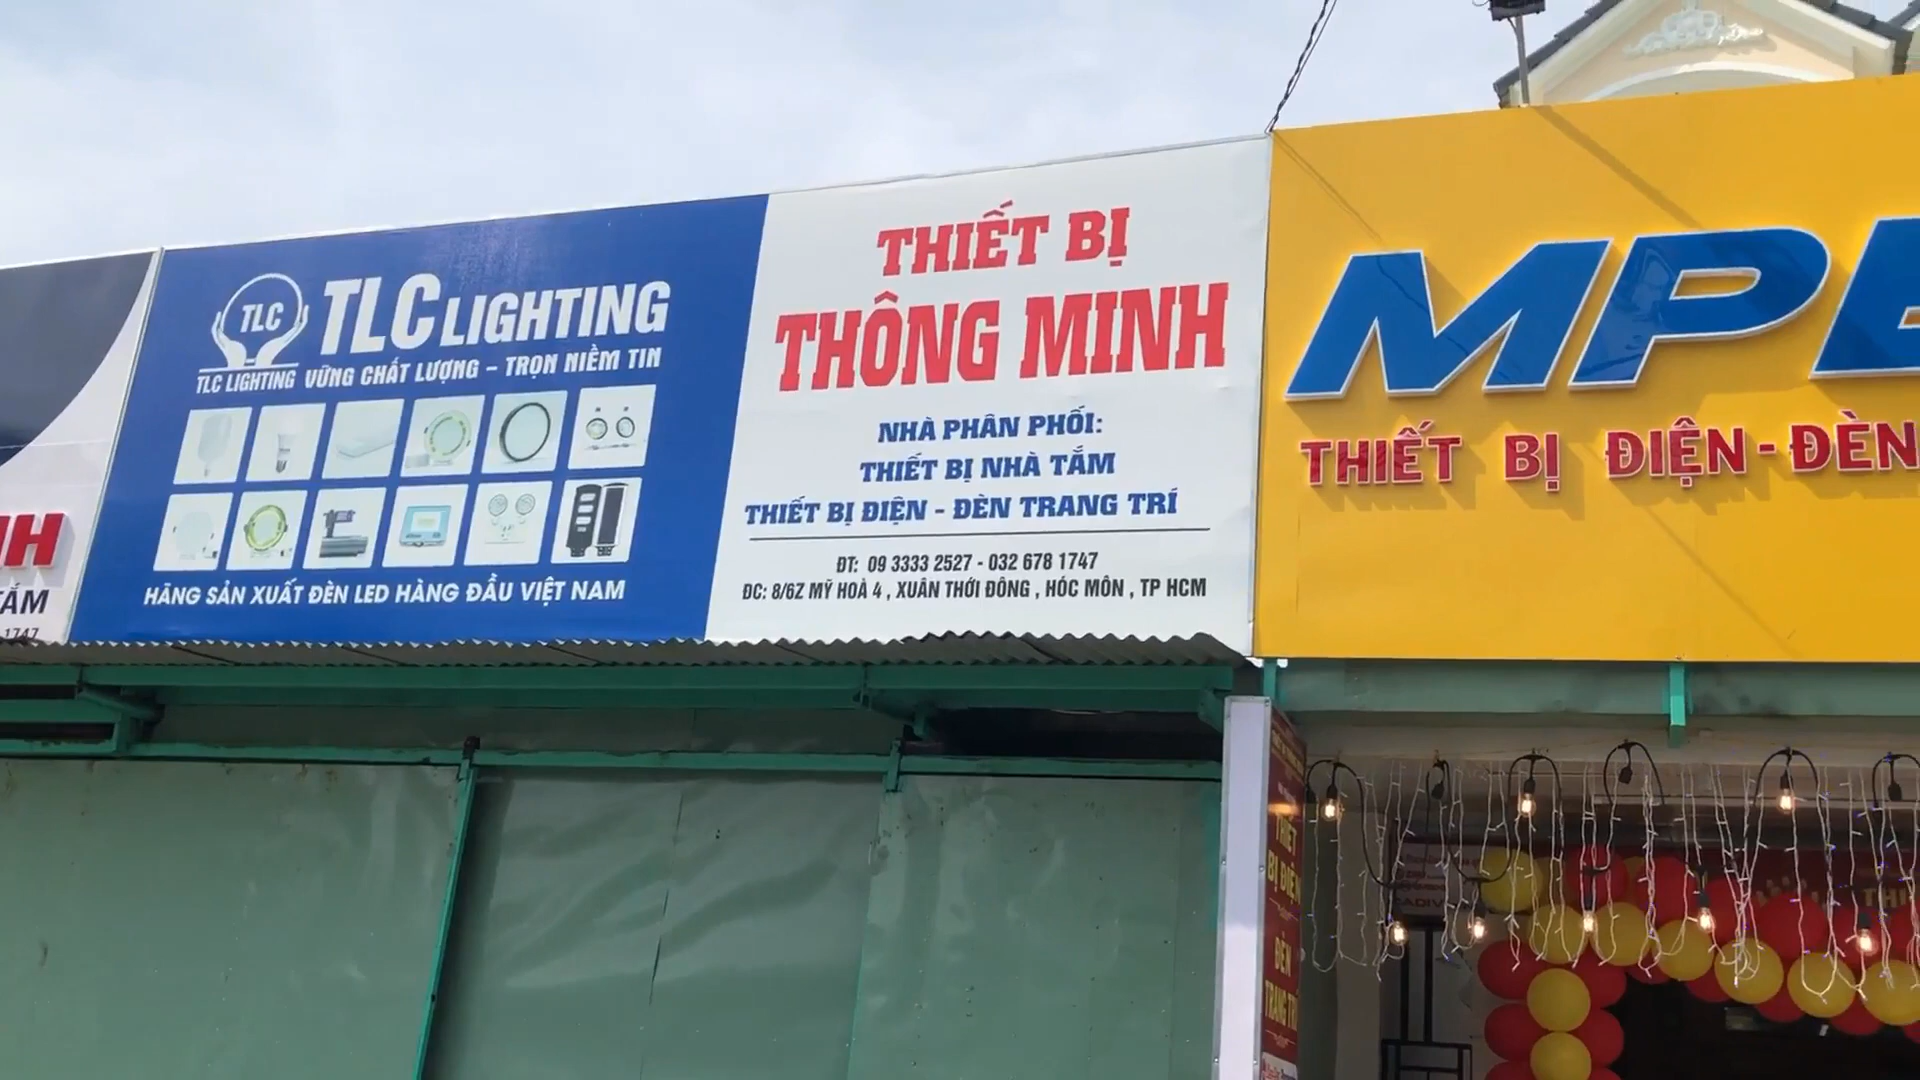 TLC
TLC LIGHTING
TLC LIGHTING
VỮNG CHẤT LƯỢNG - TRỌN NIỀM TIN
HÃNG SẢN XUẤT ĐÈN LED HÀNG ĐẦU VIỆT NAM
THIẾT BỊ
THÔNG MINH
NHÀ PHÂN PHỐI:
THIẾT BỊ NHÀ TẮM
THIẾT BỊ ĐIỆN - ĐÈN TRANG TRÍ
ĐT: 09 3333 2527 - 032 678 1747
ĐC: 8/6Z MỸ HOÀ 4 , XUÂN THỚI ĐÔNG , HÓC MÔN , TP HCM
MPE
THIẾT BỊ ĐIỆN - ĐÈN
NH
TẮM
1747
THIẾT
BỊ ĐIỆN
ĐÈN
TRANG TRÍ